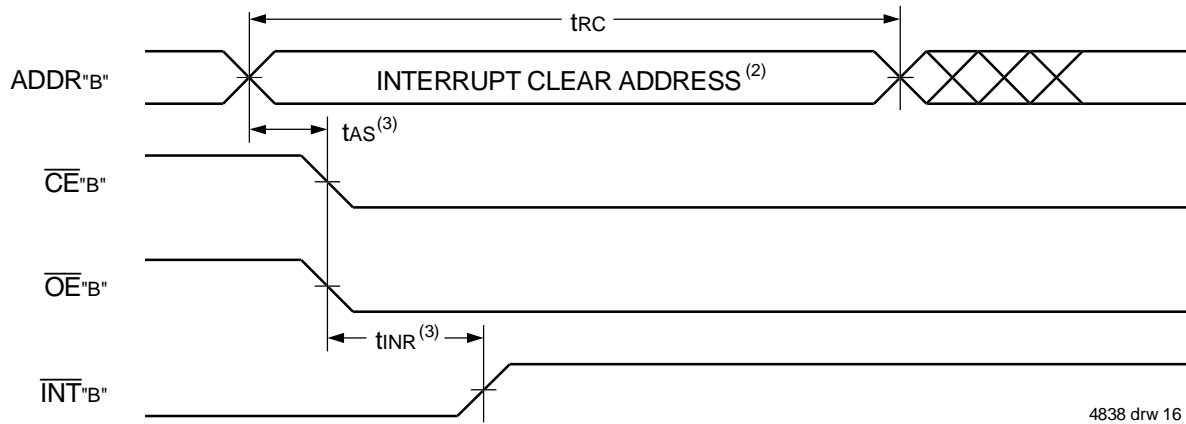 tRC
ADDR"B"
INTERRUPT CLEAR ADDRESS (2)
tAS(3)
CE"B"
OE"B"
tINR(3)
INT"B"
4838 drw 16